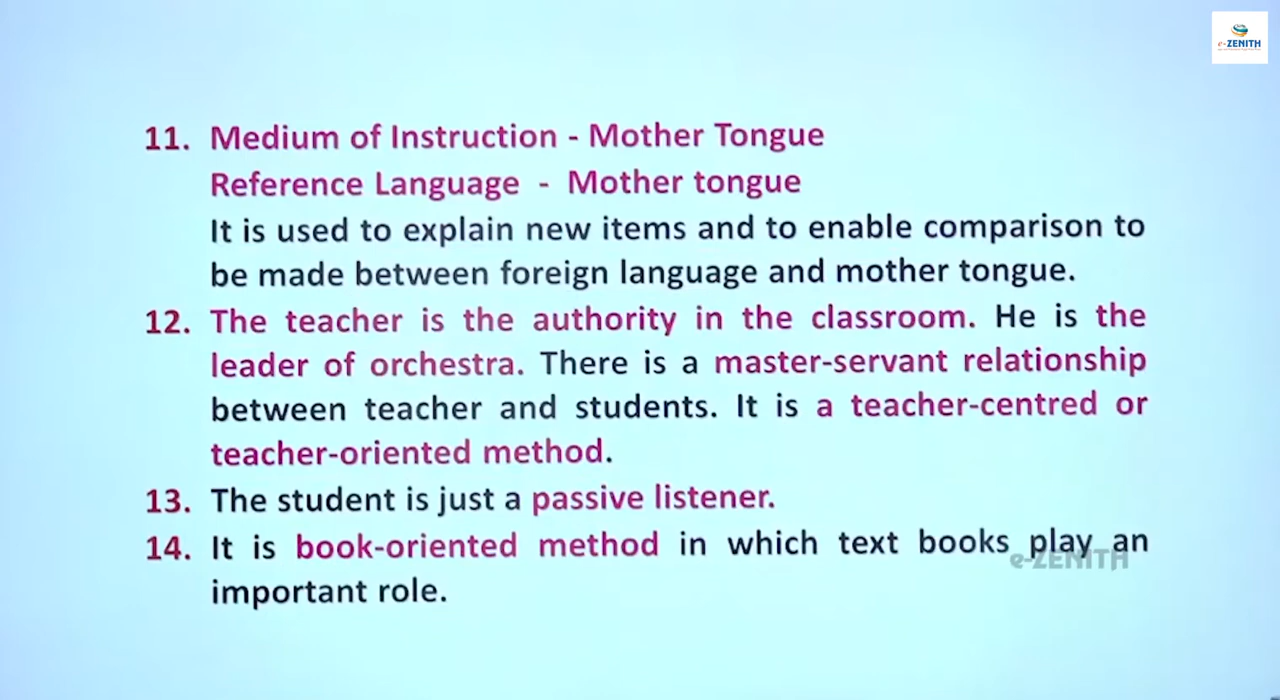 e-ZENITH
11. Medium of Instruction - Mother Tongue
Reference Language - Mother tongue
It is used to explain new items and to enable comparison to
be made between foreign language and mother tongue.
12. The teacher is the authority in the classroom. He is the
leader of orchestra. There is a master-servant relationship
between teacher and students. It is a teacher-centred or
teacher-oriented method.
13. The student is just a passive listener.
14. It is book-oriented method in which text books play an
e-ZENITH
important role.